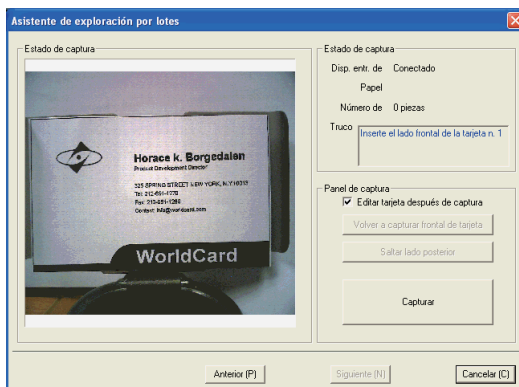 Asistente de exploración por lotes
Estado de captura
Horace k. Borgedalen
Product Development Director
325 SPRING STREET NEW YORK, N.Y.10013
Tel: 212-651-1770
Fax: 212-651-1288
Contact: info@worldcard.com
WorldCard
Estado de captura
Disp. entr. de Conectado
Papel
Número de 0 piezas
Truco
Inserte el lado frontal de la tarjeta n. 1
Panel de captura
Editar tarjeta después de captura
Volver a capturar frontal de tarjeta
Saltar lado posterior
Capturar
Anterior (P)
Siguiente (N)
Cancelar (C)